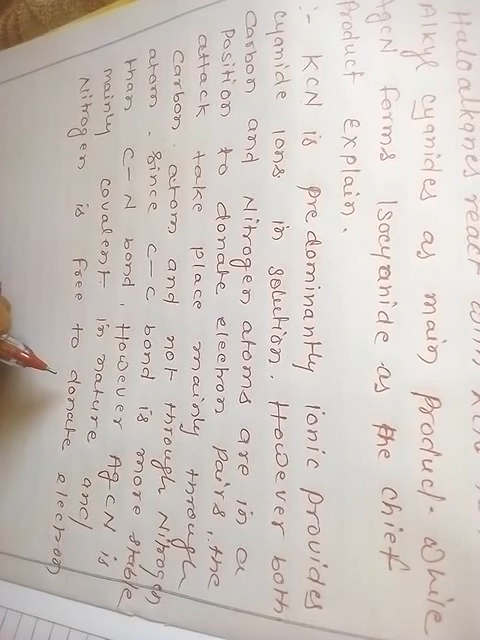 Haloalkanes react with KCN to
Alkyl cyanides as main product. while
AgCN forms Isocyanide as the chief
Product Explain.
:- KCN is predominantly ionic provides
cyanide Ions in solution. However both
Carbon and Nitrogen atoms are in a
Position to donate electron pairs, the
attack take place mainly through
Carbon atom and not through Nitrogen
atom. since C-C bond is more stable
than C-N bond, However AgCN is
mainly covalent in nature and
Nitrogen is free to donate electron